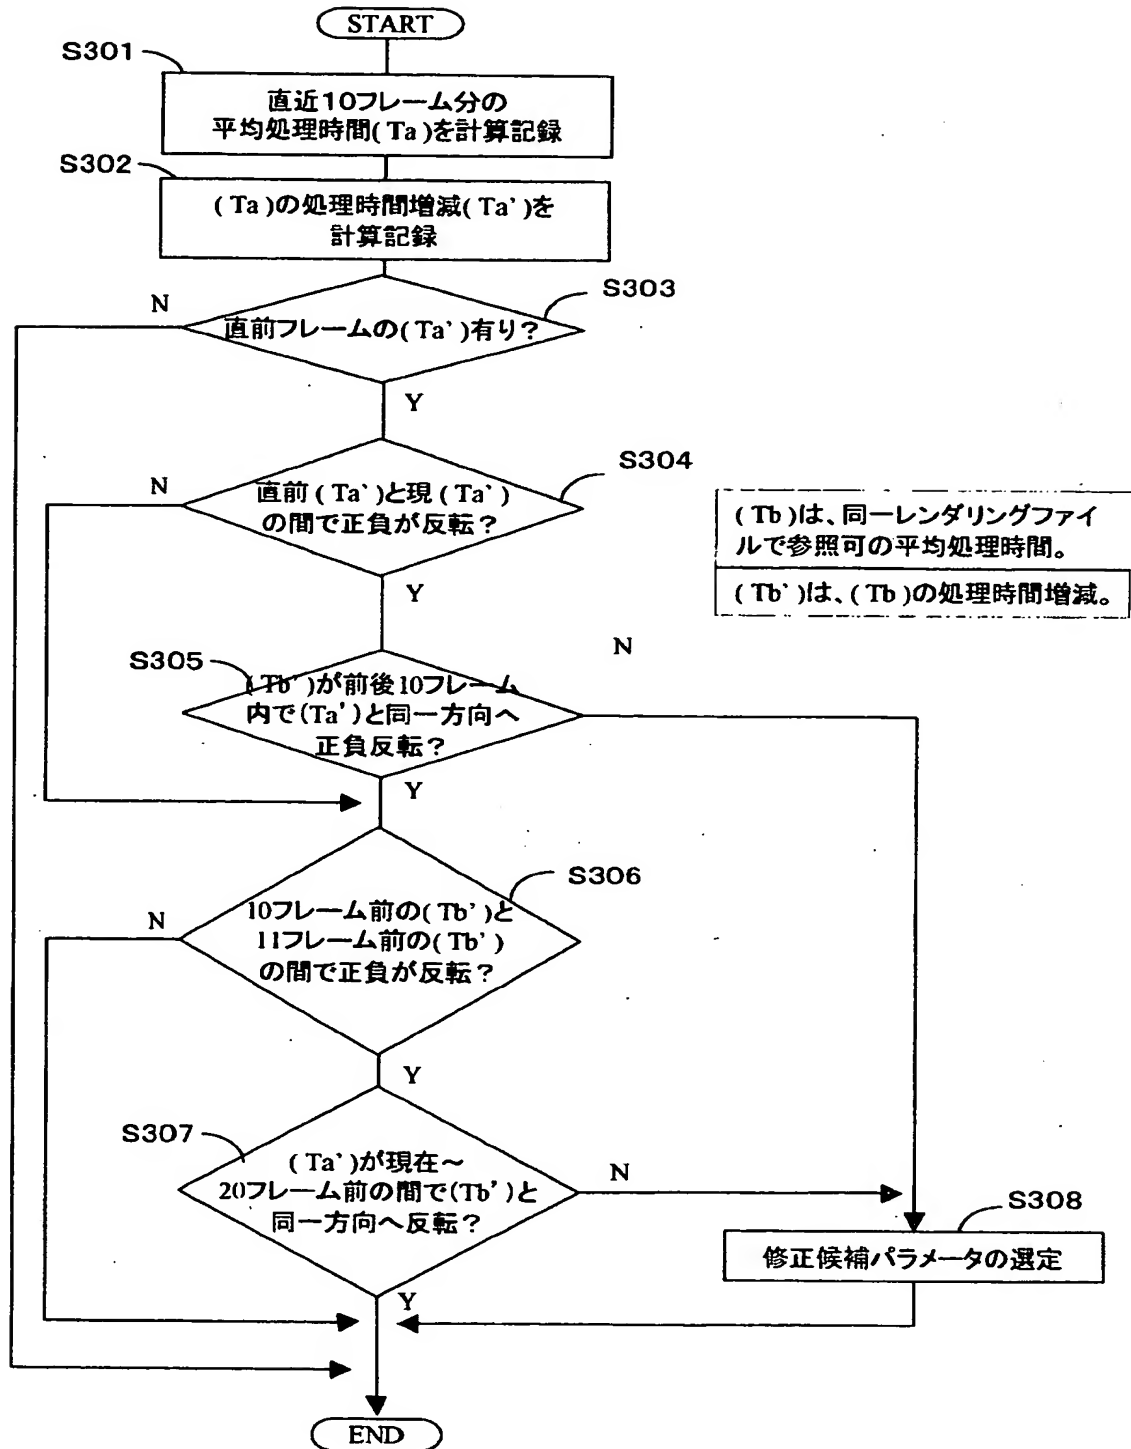 START
S301
直近10フレーム分の
平均処理時間(Ta)を計算記録
S302
(Ta)の処理時間増減(Ta')を
計算記録
S303
N
直前フレームの(Ta')有り？
Y
S304
N
直前(Ta')と現(Ta')
の間で正負が反転？
(Tb)は、同一レンダリングファイ
ルで参照可の平均処理時間。
(Tb')は、(Tb)の処理時間増減。
Y
N
S305
(Tb')が前後10フレーム
内で(Ta')と同一方向へ
正負反転？
Y
S306
N
10フレーム前の(Tb')と
11フレーム前の(Tb')
の間で正負が反転？
Y
S307
(Ta')が現在～
20フレーム前の間で(Tb')と
同一方向へ反転？
N
S308
修正候補パラメータの選定
Y
END